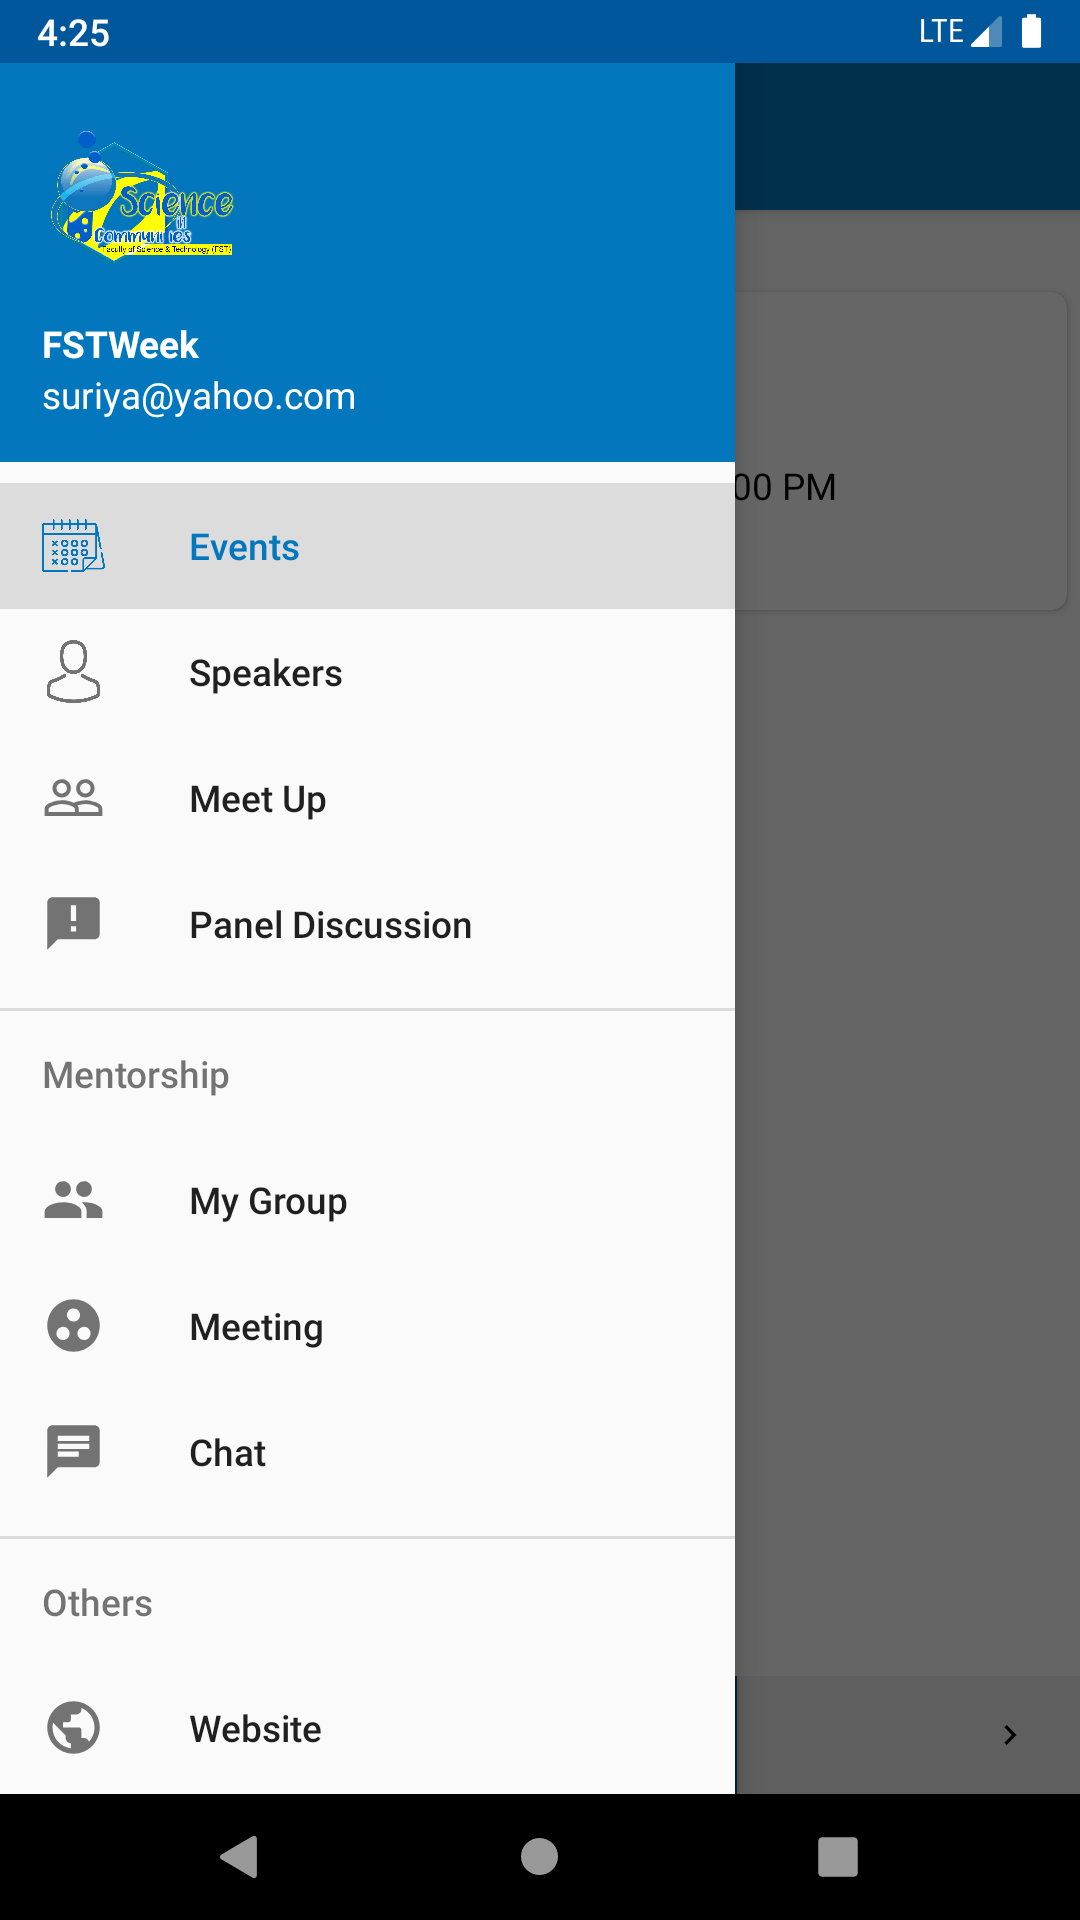 4:25
LTE
Science
in
Communities
Faculty of Science & Technology (FST)
FSTWeek
suriya@yahoo.com
00 PM
Events
Speakers
Meet Up
Panel Discussion
Mentorship
My Group
Meeting
Chat
Others
Website